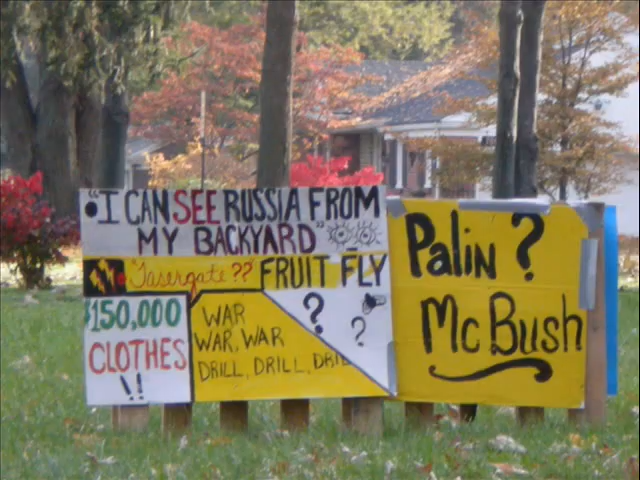 "I CAN SEE RUSSIA FROM
MY BACKYARD"
"Tasergate ??" FRUIT FLY
$150,000
CLOTHES
!!
WAR
WAR, WAR
DRILL, DRILL, DRILL
? ?
Palin ?
McBush